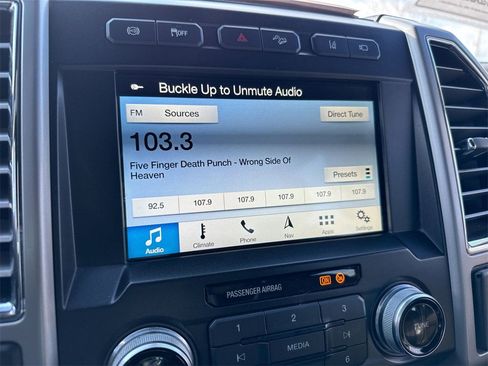 OFF
Buckle Up to Unmute Audio
FM Sources Direct Tune
103.3
Five Finger Death Punch - Wrong Side Of
Heaven
Presets
92.5 107.9 107.9 107.9 107.9 107.9
Audio Climate Phone Nav Apps Settings
PASSENGER AIRBAG ON
1 2 3
MEDIA
6
TUNE